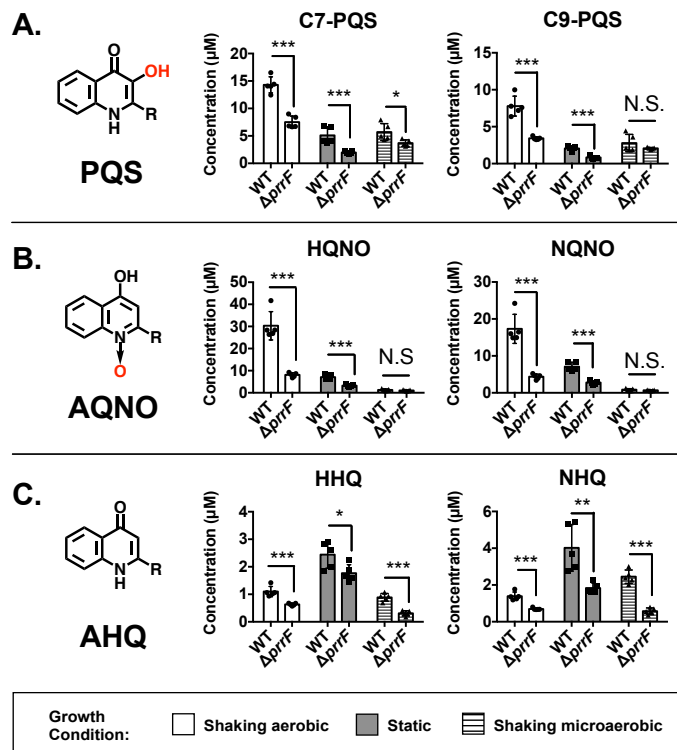 A.
C7-PQS
C9-PQS
O
OH
N
H
R
PQS
Concentration (µM)
20
15
10
5
0
***
***
*
WT
ΔprrF
WT
ΔprrF
WT
ΔprrF
Concentration (µM)
15
10
5
0
***
***
N.S.
WT
ΔprrF
WT
ΔprrF
WT
ΔprrF
B.
HQNO
NQNO
OH
N
R
O
AQNO
Concentration (µM)
50
40
30
20
10
0
***
***
N.S
WT
ΔprrF
WT
ΔprrF
WT
ΔprrF
Concentration (µM)
30
20
10
0
***
***
N.S.
WT
ΔprrF
WT
ΔprrF
WT
ΔprrF
C.
HHQ
NHQ
O
N
H
R
AHQ
Concentration (µM)
5
4
3
2
1
0
***
*
***
WT
ΔprrF
WT
ΔprrF
WT
ΔprrF
Concentration (µM)
6
4
2
0
***
**
***
WT
ΔprrF
WT
ΔprrF
WT
ΔprrF
Growth
Condition:
Shaking aerobic
Static
Shaking microaerobic